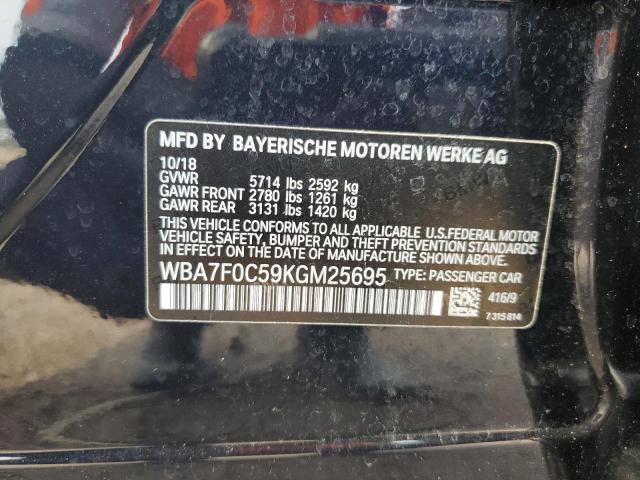 MFD BY BAYERISCHE MOTOREN WERKE AG
10/18
GVWR 5714 lbs 2592 kg
GAWR FRONT 2780 lbs 1261 kg
GAWR REAR 3131 lbs 1420 kg
THIS VEHICLE CONFORMS TO ALL APPLICABLE U.S.FEDERAL MOTOR
VEHICLE SAFETY, BUMPER AND THEFT PREVENTION STANDARDS
IN EFFECT ON THE DATE OF MANUFACTURE SHOWN ABOVE.
WBA7F0C59KGM25695 TYPE: PASSENGER CAR
416/9
7315814